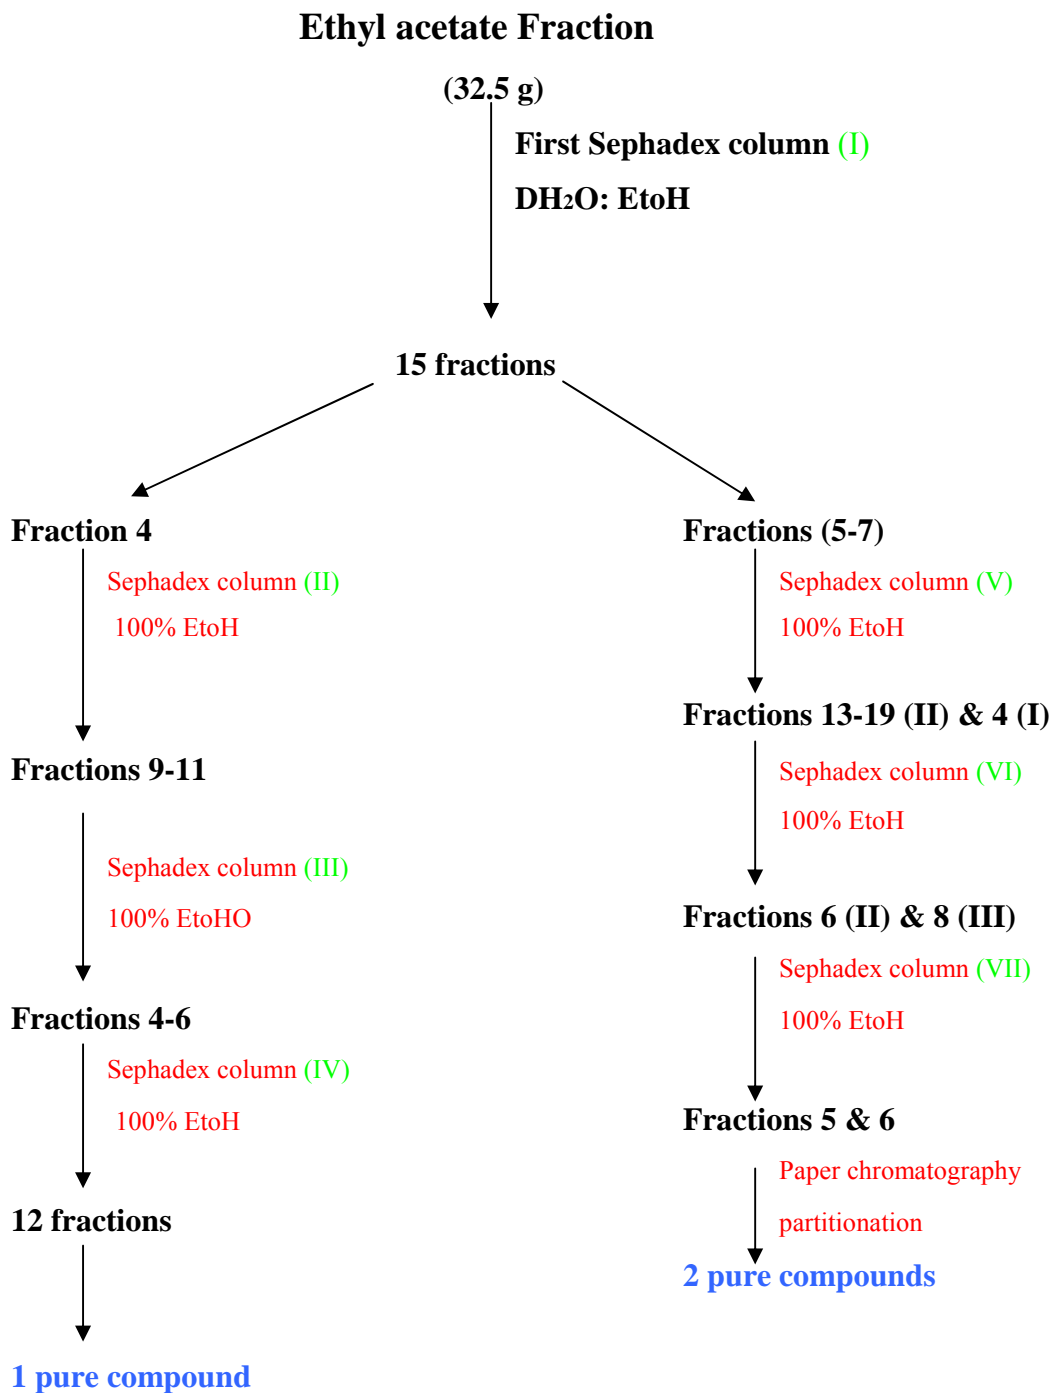 Ethyl acetate Fraction
(32.5 g)
First Sephadex column (I)
DH₂O: EtoH
15 fractions
Fraction 4
Sephadex column (II)
100% EtoH
Fractions 9-11
Sephadex column (III)
100% EtoHO
Fractions 4-6
Sephadex column (IV)
100% EtoH
12 fractions
1 pure compound
Fractions (5-7)
Sephadex column (V)
100% EtoH
Fractions 13-19 (II) & 4 (I)
Sephadex column (VI)
100% EtoH
Fractions 6 (II) & 8 (III)
Sephadex column (VII)
100% EtoH
Fractions 5 & 6
Paper chromatography
partitionation
2 pure compounds